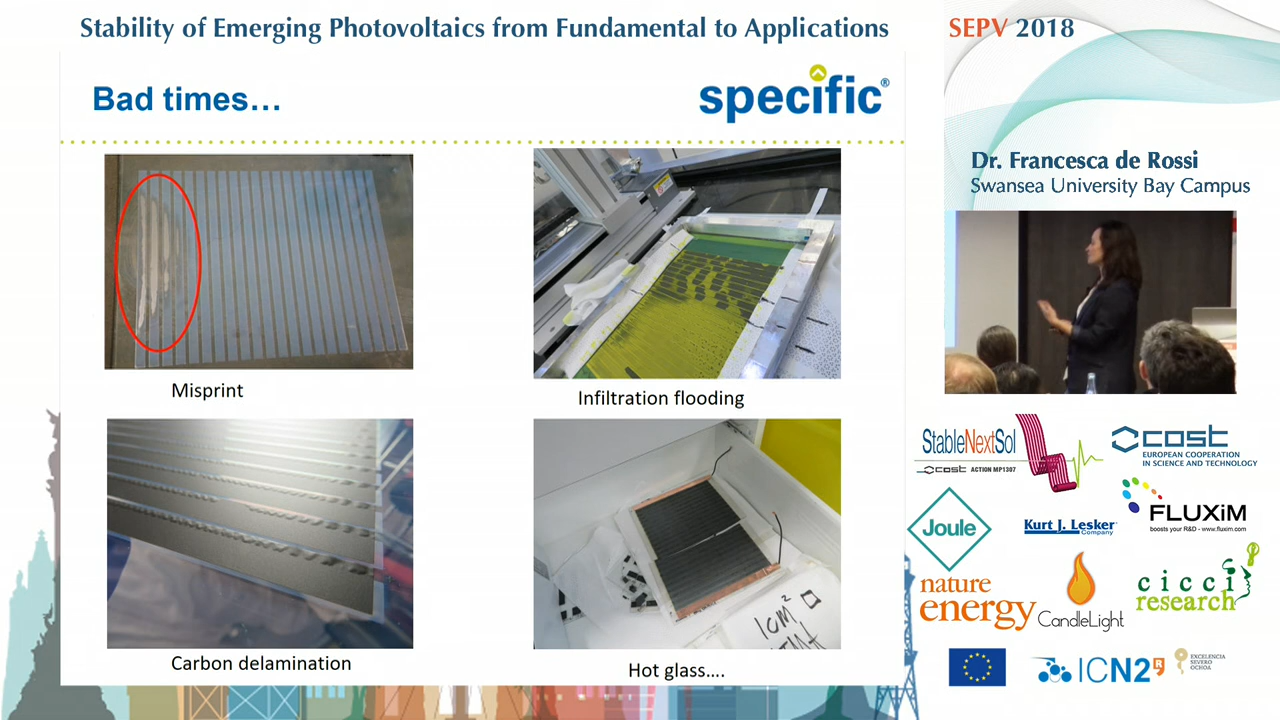 Stability of Emerging Photovoltaics from Fundamental to Applications
SEPV 2018
Bad times…
specific®
Misprint
Infiltration flooding
Carbon delamination
Hot glass….
1cm²
Dr. Francesca de Rossi
Swansea University Bay Campus
StableNextSol
cost ACTION MP1307
cost
EUROPEAN COOPERATION
IN SCIENCE AND TECHNOLOGY
Joule
Kurt J. Lesker
Company
FLUXiM
boosts your R&D - www.fluxim.com
nature
energy
CandleLight
cicci
research
ICN2
EXCELENCIA
SEVERO
OCHOA